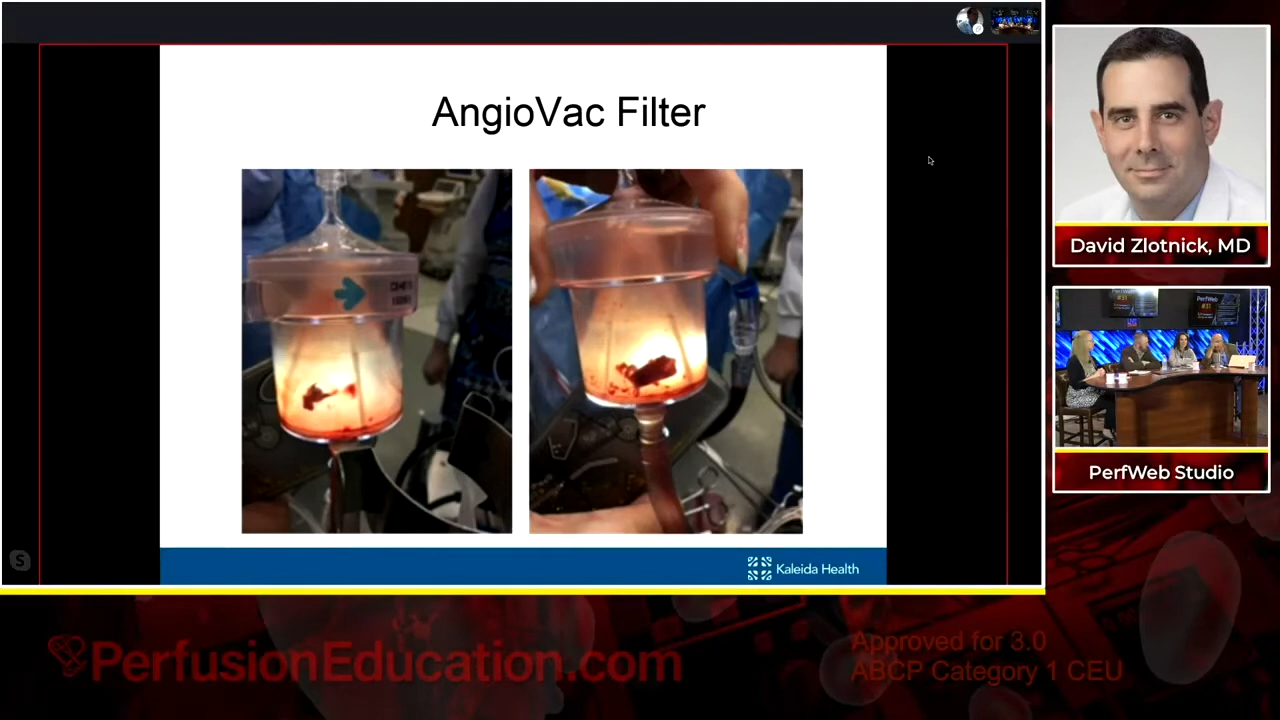 AngioVac Filter
Kaleida Health
David Zlotnick, MD
PerfWeb Studio
PerfusionEducation.com
Approved for 3.0
ABCP Category 1 CEU